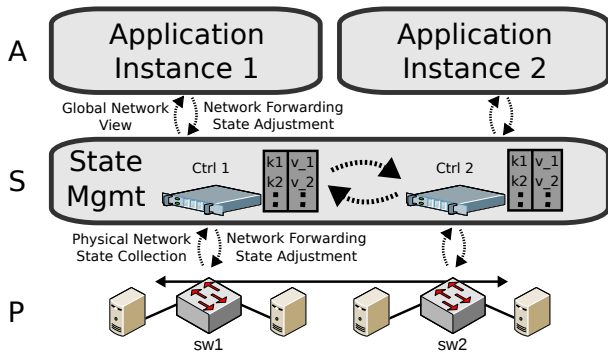 A
Application
Instance 1
Application
Instance 2
Global Network
View
Network Forwarding
State Adjustment
S
State
Mgmt
Ctrl 1
k1 v_1
k2 v_2
Ctrl 2
k1 v_1
k2 v_2
Physical Network
State Collection
Network Forwarding
State Adjustment
P
sw1
sw2